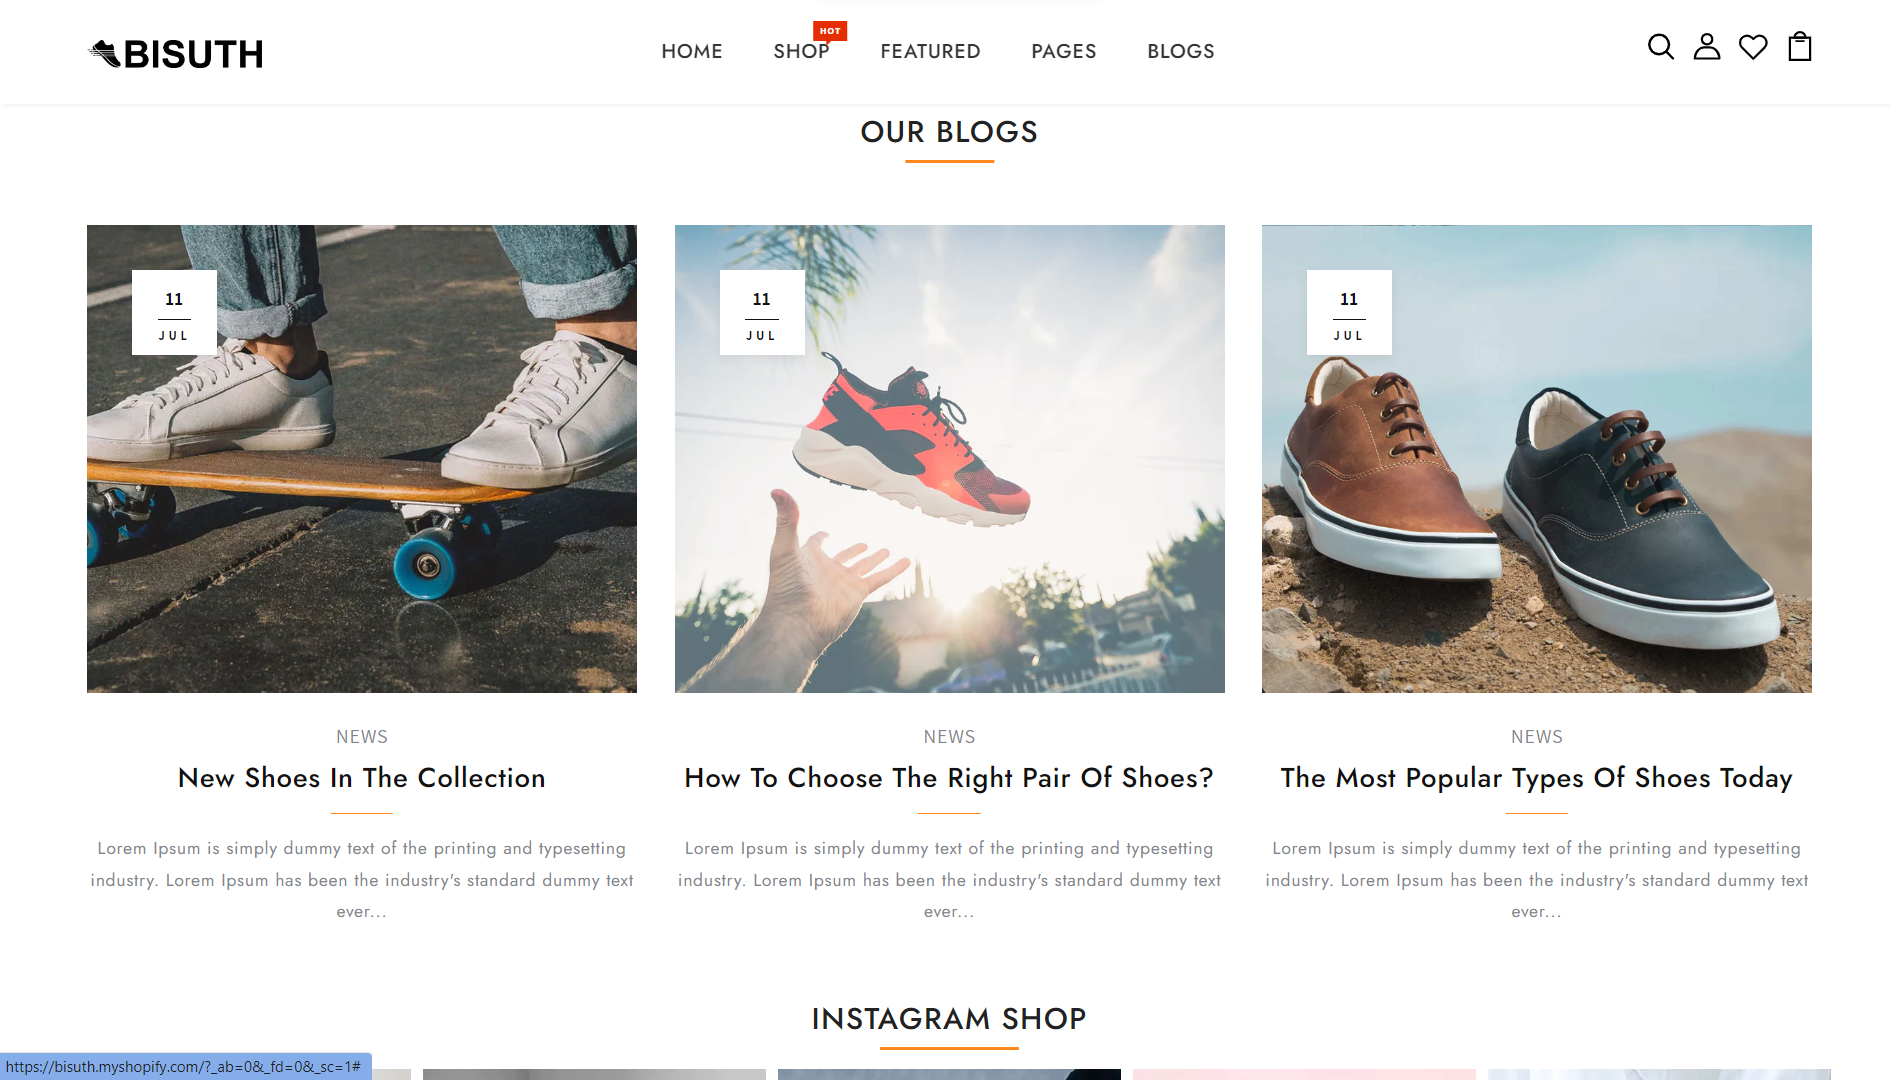 BISUTH
HOME
SHOP
HOT
FEATURED
PAGES
BLOGS
OUR BLOGS
11
JUL
11
JUL
11
JUL
NEWS
New Shoes In The Collection
Lorem Ipsum is simply dummy text of the printing and typesetting
industry. Lorem Ipsum has been the industry's standard dummy text
ever...
NEWS
How To Choose The Right Pair Of Shoes?
Lorem Ipsum is simply dummy text of the printing and typesetting
industry. Lorem Ipsum has been the industry's standard dummy text
ever...
NEWS
The Most Popular Types Of Shoes Today
Lorem Ipsum is simply dummy text of the printing and typesetting
industry. Lorem Ipsum has been the industry's standard dummy text
ever...
INSTAGRAM SHOP
https://bisuth.myshopify.com/?_ab=0&_fd=0&_sc=1#